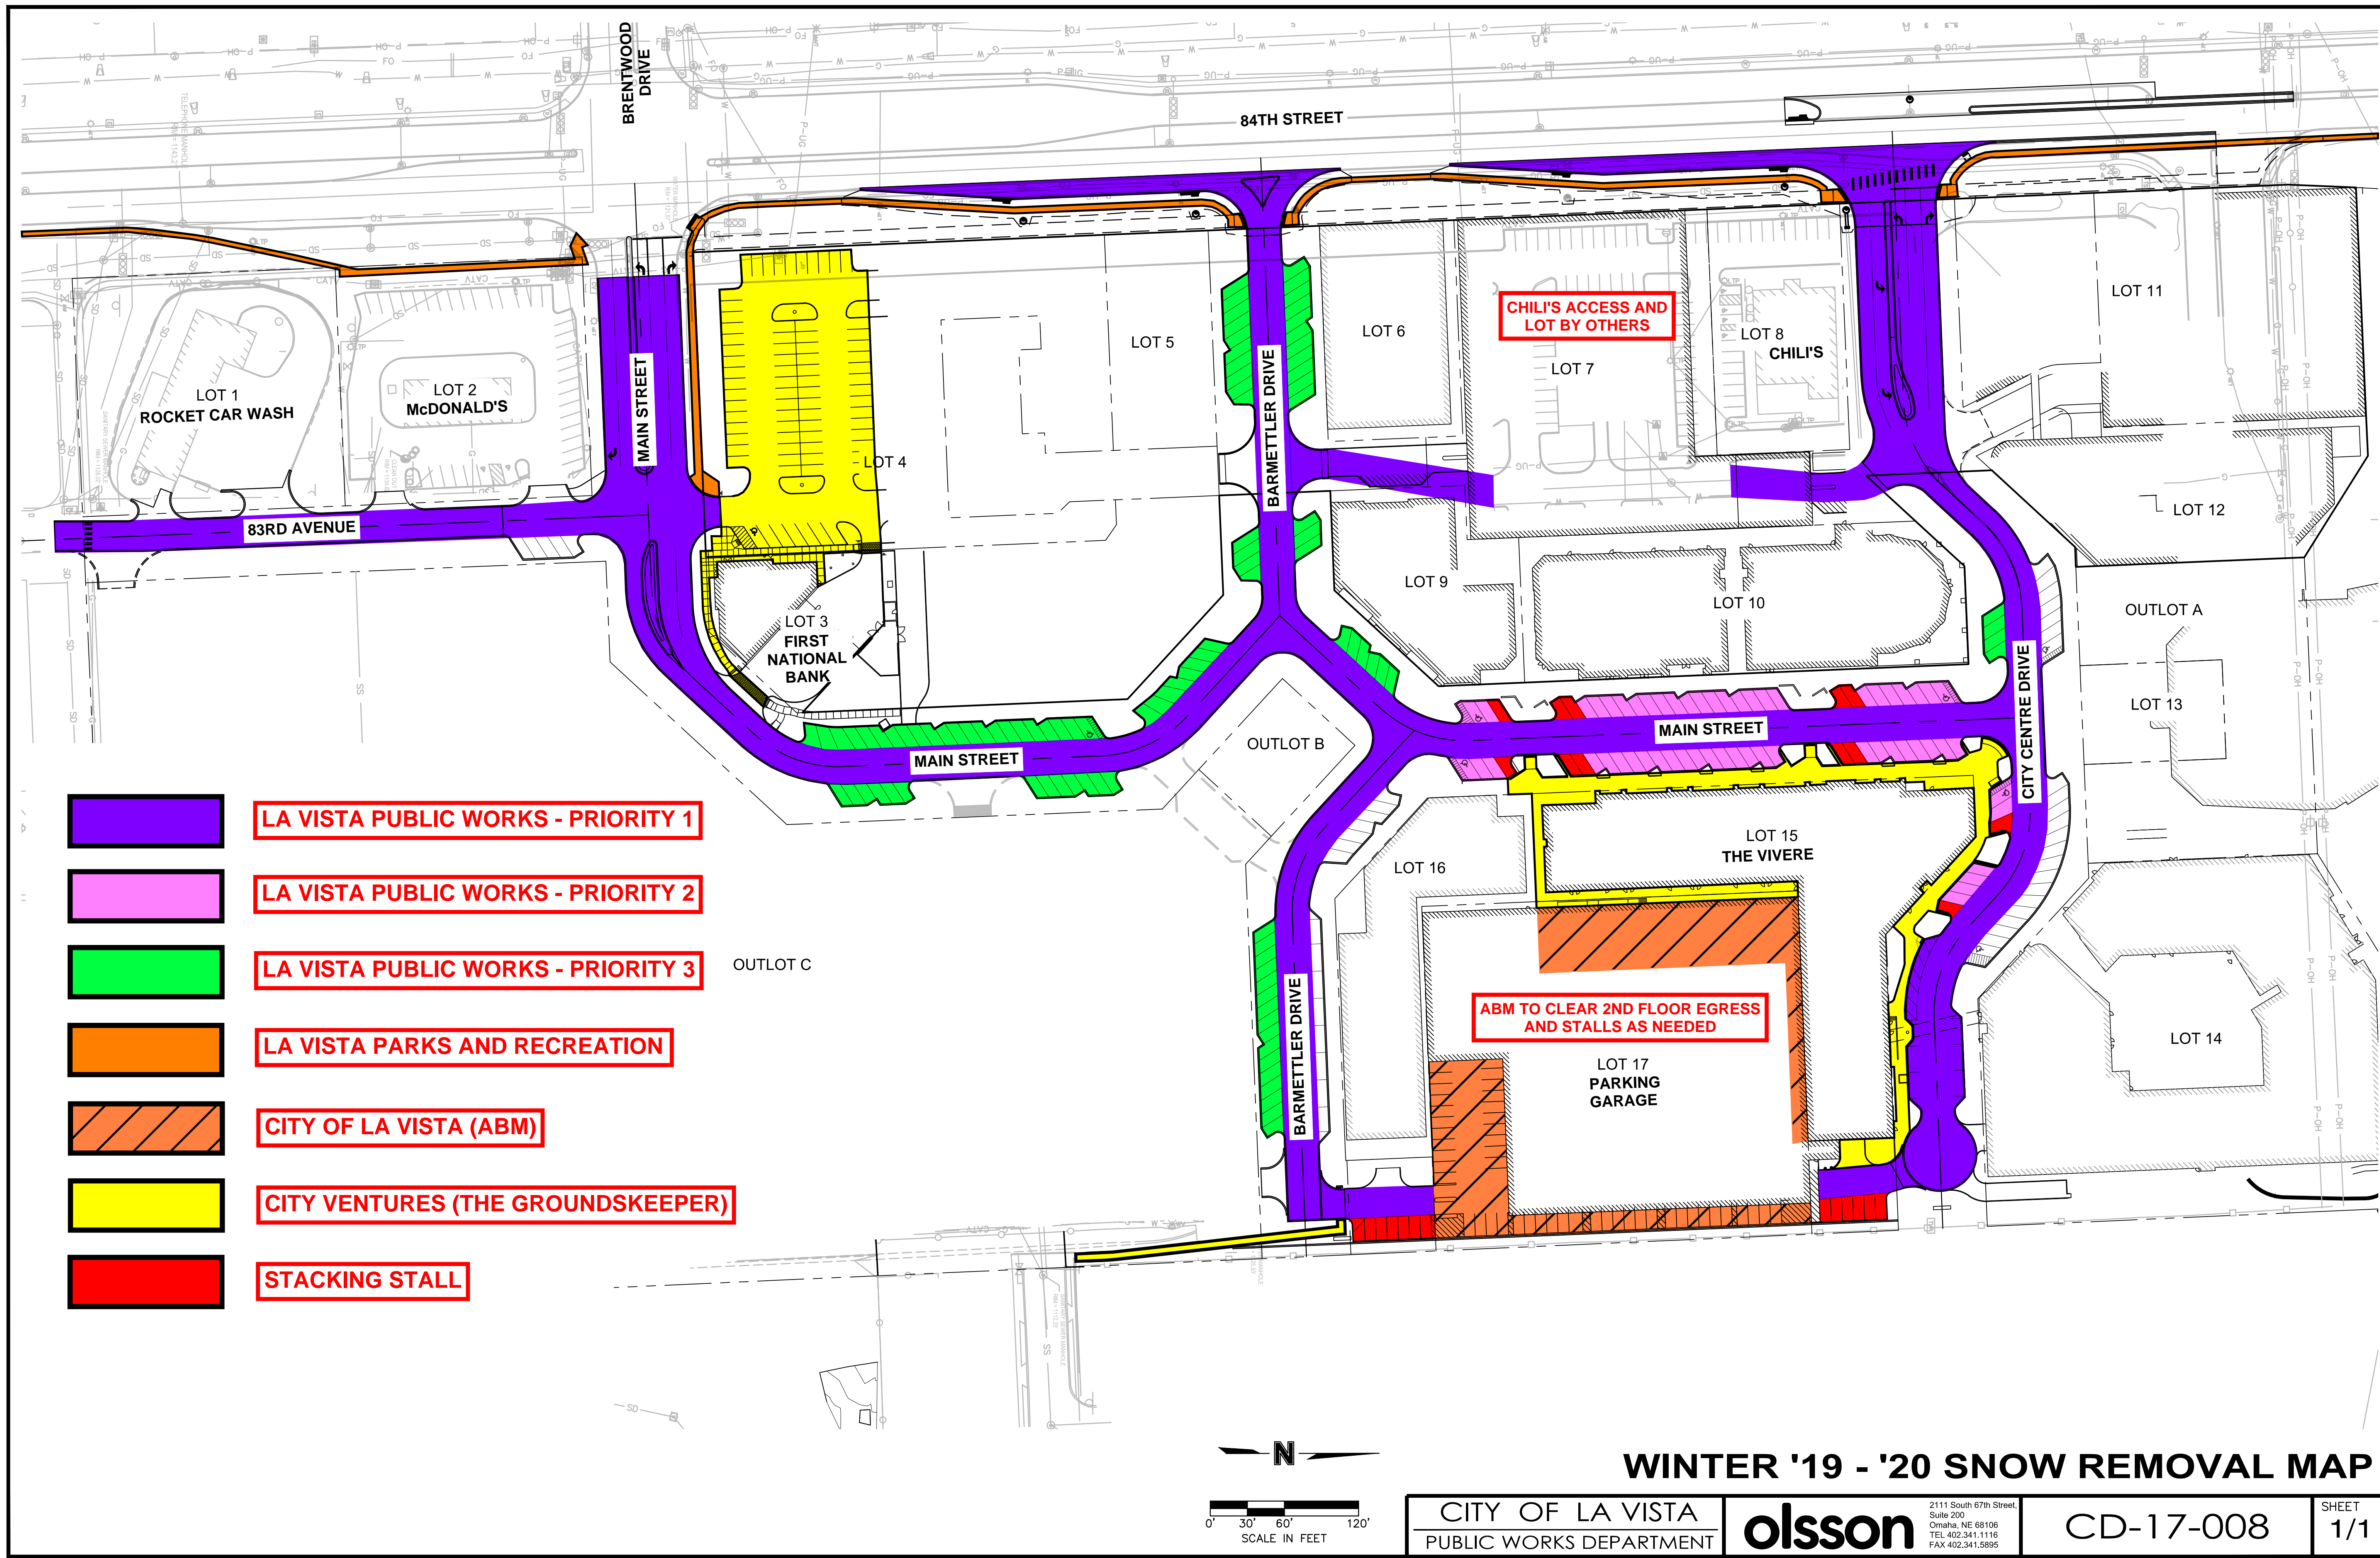 BRENTWOOD
DRIVE
84TH STREET
LOT 1
ROCKET CAR WASH
LOT 2
McDONALD'S
MAIN STREET
83RD AVENUE
LOT 3
FIRST
NATIONAL
BANK
LOT 4
LOT 5
BARMETTLER DRIVE
LOT 6
CHILI'S ACCESS AND
LOT BY OTHERS
LOT 7
LOT 8
CHILI'S
LOT 11
LOT 12
LOT 9
LOT 10
OUTLOT A
CITY CENTRE DRIVE
LOT 13
MAIN STREET
MAIN STREET
OUTLOT B
LOT 15
THE VIVERE
LOT 16
OUTLOT C
BARMETTLER DRIVE
ABM TO CLEAR 2ND FLOOR EGRESS
AND STALLS AS NEEDED
LOT 17
PARKING
GARAGE
LOT 14
LA VISTA PUBLIC WORKS - PRIORITY 1
LA VISTA PUBLIC WORKS - PRIORITY 2
LA VISTA PUBLIC WORKS - PRIORITY 3
LA VISTA PARKS AND RECREATION
CITY OF LA VISTA (ABM)
CITY VENTURES (THE GROUNDSKEEPER)
STACKING STALL
N
0' 30' 60' 120'
SCALE IN FEET
WINTER '19 - '20 SNOW REMOVAL MAP
CITY OF LA VISTA
PUBLIC WORKS DEPARTMENT
olsson
2111 South 67th Street,
Suite 200
Omaha, NE 68106
TEL 402.341.1116
FAX 402.341.5895
CD-17-008
SHEET
1/1